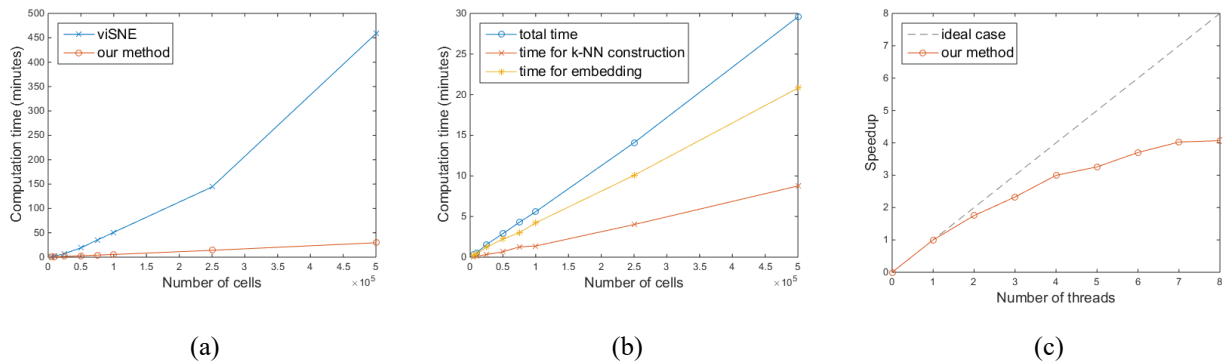 500
450
400
350
300
250
200
150
100
50
0
Computation time (minutes)
viSNE
our method
0 0.5 1 1.5 2 2.5 3 3.5 4 4.5 5
Number of cells
×10⁵
(a)
30
25
20
15
10
5
0
Computation time (minutes)
total time
time for k-NN construction
time for embedding
0 0.5 1 1.5 2 2.5 3 3.5 4 4.5 5
Number of cells
×10⁵
(b)
8
7
6
5
4
3
2
1
0
Speedup
ideal case
our method
0 1 2 3 4 5 6 7 8
Number of threads
(c)